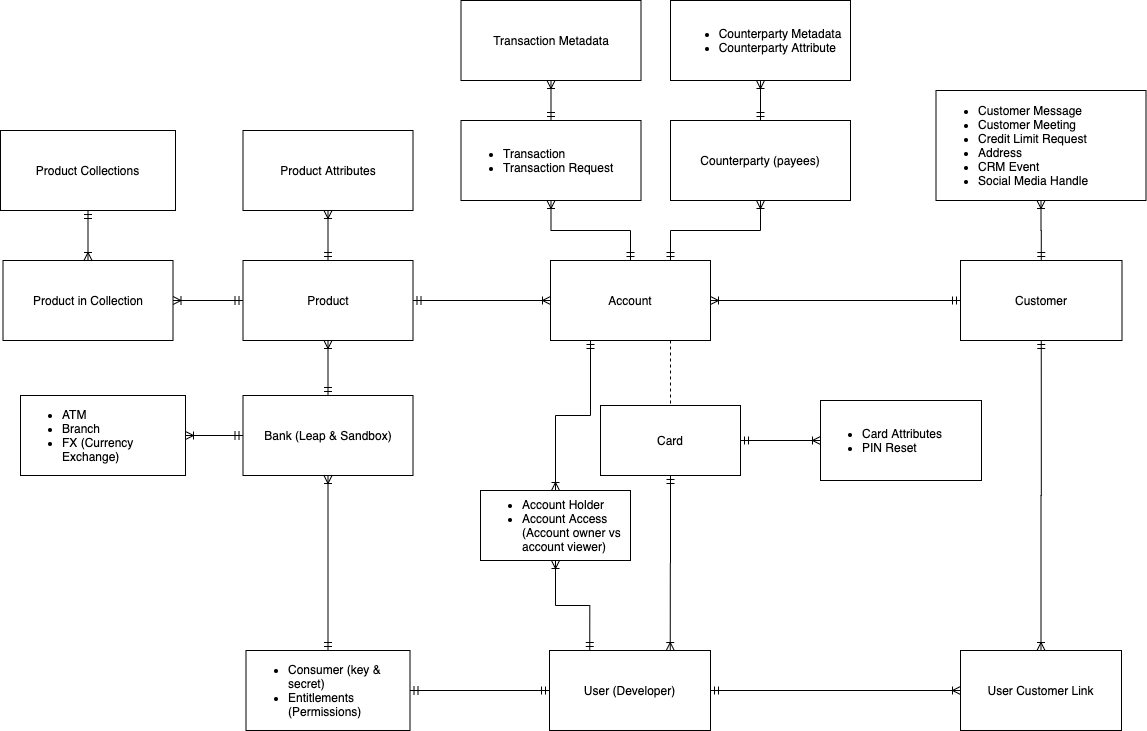 Transaction Metadata
• Counterparty Metadata
• Counterparty Attribute
• Customer Message
• Customer Meeting
• Credit Limit Request
• Address
• CRM Event
• Social Media Handle
Product Collections
Product Attributes
• Transaction
• Transaction Request
Counterparty (payees)
Product in Collection
Product
Account
Customer
• ATM
• Branch
• FX (Currency
Exchange)
Bank (Leap & Sandbox)
Card
• Card Attributes
• PIN Reset
• Account Holder
• Account Access
(Account owner vs
account viewer)
• Consumer (key &
secret)
• Entitlements
(Permissions)
User (Developer)
User Customer Link